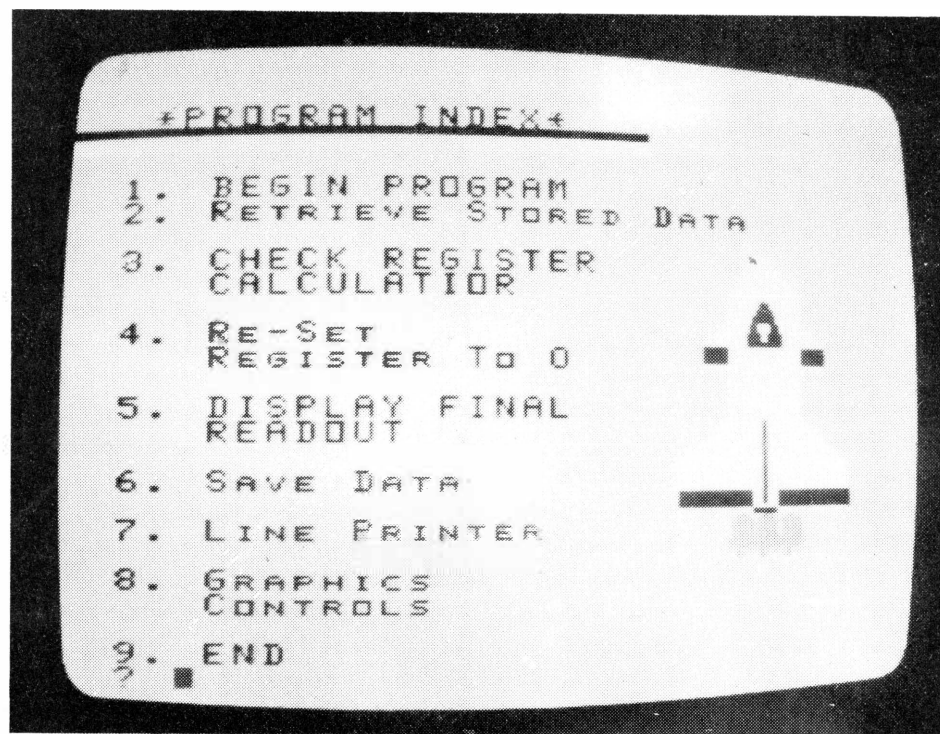 *PROGRAM INDEX*
1. BEGIN PROGRAM
2. RETRIEVE STORED DATA
3. CHECK REGISTER
CALCULATIOR
4. RE-SET
REGISTER TO 0
5. DISPLAY FINAL
READOUT
6. SAVE DATA
7. LINE PRINTER
8. GRAPHICS
CONTROLS
9. END
?